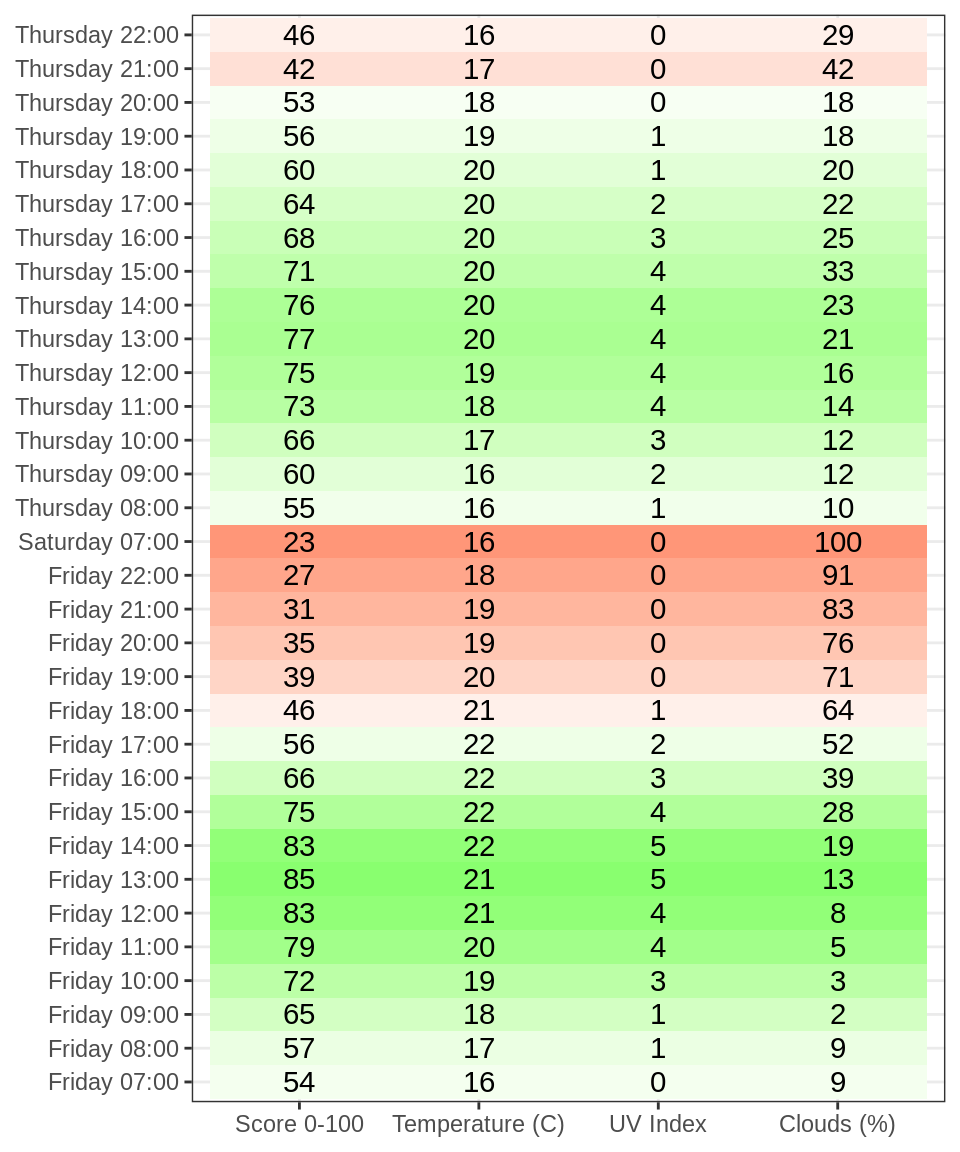 Thursday 22:00 46 16 0 29
Thursday 21:00 42 17 0 42
Thursday 20:00 53 18 0 18
Thursday 19:00 56 19 1 18
Thursday 18:00 60 20 1 20
Thursday 17:00 64 20 2 22
Thursday 16:00 68 20 3 25
Thursday 15:00 71 20 4 33
Thursday 14:00 76 20 4 23
Thursday 13:00 77 20 4 21
Thursday 12:00 75 19 4 16
Thursday 11:00 73 18 4 14
Thursday 10:00 66 17 3 12
Thursday 09:00 60 16 2 12
Thursday 08:00 55 16 1 10
Saturday 07:00 23 16 0 100
Friday 22:00 27 18 0 91
Friday 21:00 31 19 0 83
Friday 20:00 35 19 0 76
Friday 19:00 39 20 0 71
Friday 18:00 46 21 1 64
Friday 17:00 56 22 2 52
Friday 16:00 66 22 3 39
Friday 15:00 75 22 4 28
Friday 14:00 83 22 5 19
Friday 13:00 85 21 5 13
Friday 12:00 83 21 4 8
Friday 11:00 79 20 4 5
Friday 10:00 72 19 3 3
Friday 09:00 65 18 1 2
Friday 08:00 57 17 1 9
Friday 07:00 54 16 0 9
Score 0-100 Temperature (C) UV Index Clouds (%)